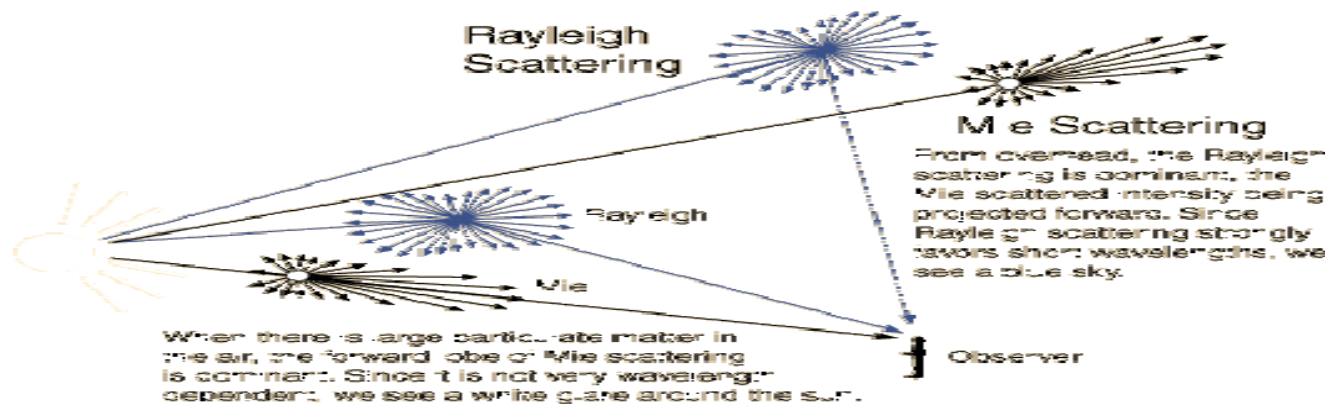 Rayleigh
Scattering
Mie Scattering
From overhead, the Rayleigh
scattering is dominant, the
Mie scattered intensity being
projected forward. Since
Rayleigh scattering strongly
favors short wavelengths, we
see a blue sky.
Rayleigh
Mie
When there is large particulate matter in
the air, the forward lobe of Mie scattering
is dominant. Since it is not very wavelength
dependent, we see a white glare around the sun.
Observer